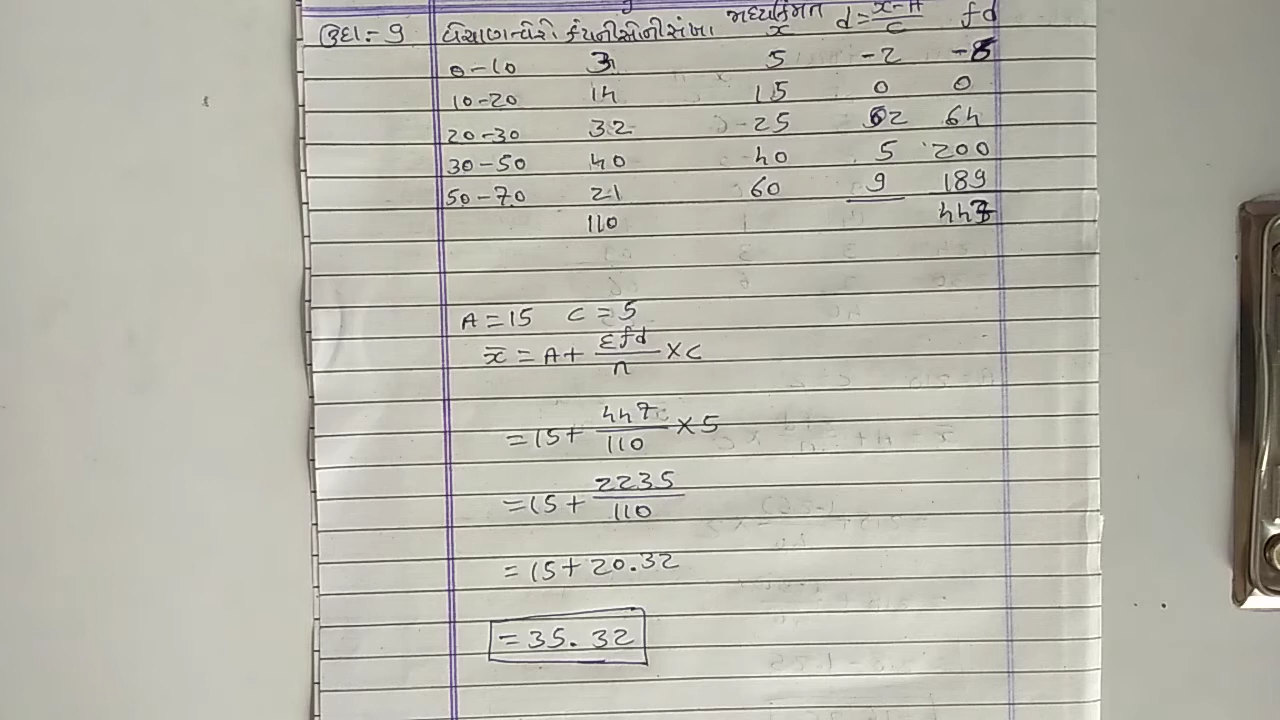 ઉદા.- 9 ઘસારાનાં ટકા કંપનીઓની સંખ્યા મધ્યકિંમત x d = x-A/c fd
0-10 3 5 -2 -6
10-20 14 15 0 0
20-30 32 25 2 64
30-50 40 40 5 200
50-70 21 60 9 189
110 447
A = 15 C = 5
x̄ = A + Σfd/n × C
= 15 + 447/110 × 5
= 15 + 2235/110
= 15 + 20.32
= 35.32